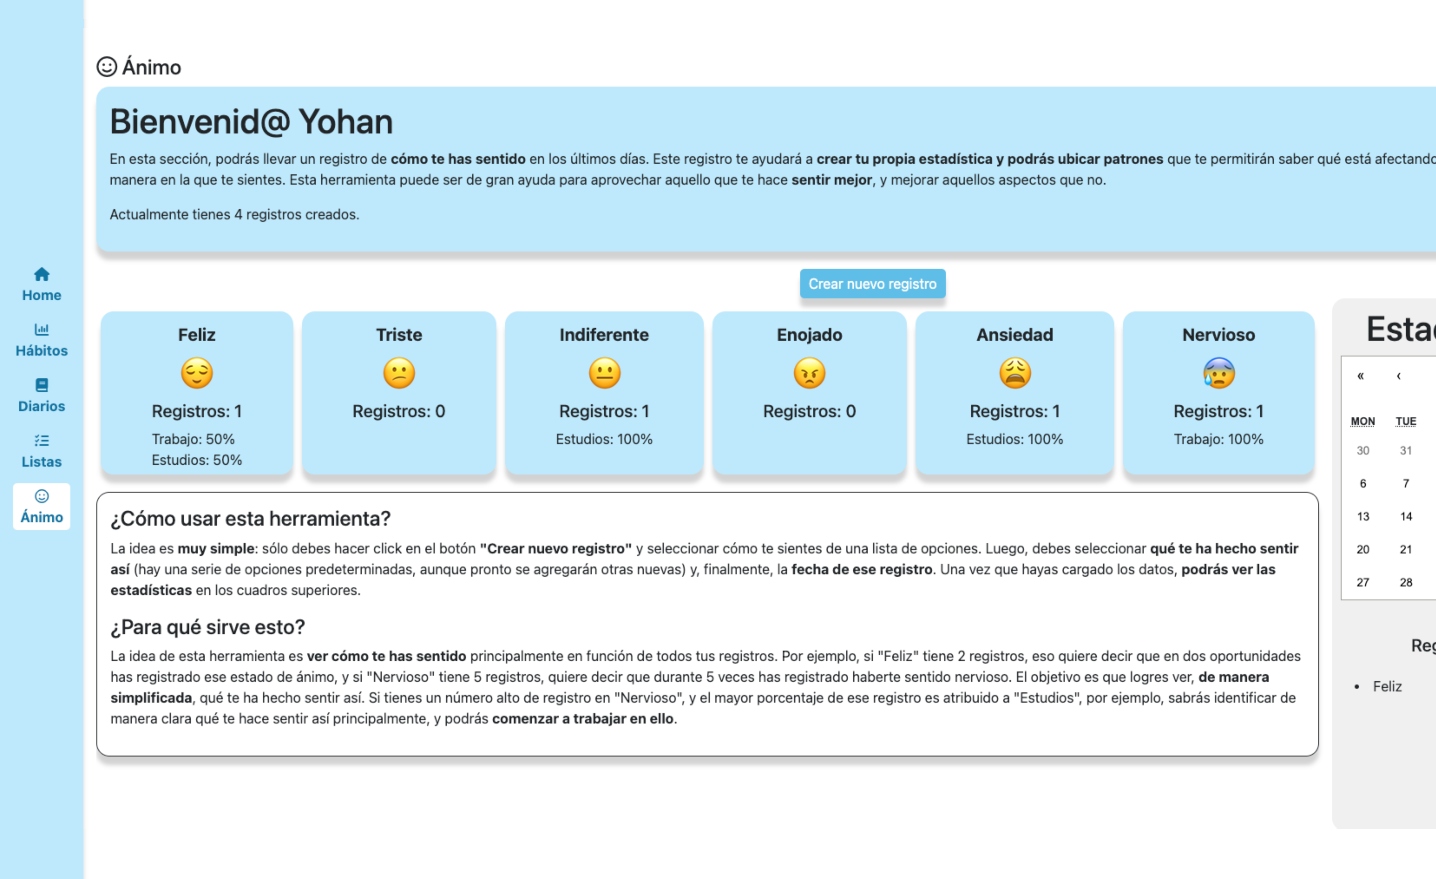 Home
Hábitos
Diarios
Listas
Ánimo
Ánimo
Bienvenid@ Yohan
En esta sección, podrás llevar un registro de cómo te has sentido en los últimos días. Este registro te ayudará a crear tu propia estadística y podrás ubicar patrones que te permitirán saber qué está afectando
manera en la que te sientes. Esta herramienta puede ser de gran ayuda para aprovechar aquello que te hace sentir mejor, y mejorar aquellos aspectos que no.
Actualmente tienes 4 registros creados.
Crear nuevo registro
Feliz
Registros: 1
Trabajo: 50%
Estudios: 50%
Triste
Registros: 0
Indiferente
Registros: 1
Estudios: 100%
Enojado
Registros: 0
Ansiedad
Registros: 1
Estudios: 100%
Nervioso
Registros: 1
Trabajo: 100%
¿Cómo usar esta herramienta?
La idea es muy simple: sólo debes hacer click en el botón "Crear nuevo registro" y seleccionar cómo te sientes de una lista de opciones. Luego, debes seleccionar qué te ha hecho sentir
así (hay una serie de opciones predeterminadas, aunque pronto se agregarán otras nuevas) y, finalmente, la fecha de ese registro. Una vez que hayas cargado los datos, podrás ver las
estadísticas en los cuadros superiores.
¿Para qué sirve esto?
La idea de esta herramienta es ver cómo te has sentido principalmente en función de todos tus registros. Por ejemplo, si "Feliz" tiene 2 registros, eso quiere decir que en dos oportunidades
has registrado ese estado de ánimo, y si "Nervioso" tiene 5 registros, quiere decir que durante 5 veces has registrado haberte sentido nervioso. El objetivo es que logres ver, de manera
simplificada, qué te ha hecho sentir así. Si tienes un número alto de registro en "Nervioso", y el mayor porcentaje de ese registro es atribuido a "Estudios", por ejemplo, sabrás identificar de
manera clara qué te hace sentir así principalmente, y podrás comenzar a trabajar en ello.
Esta
« ‹
MON TUE
30 31
6 7
13 14
20 21
27 28
Reg
• Feliz